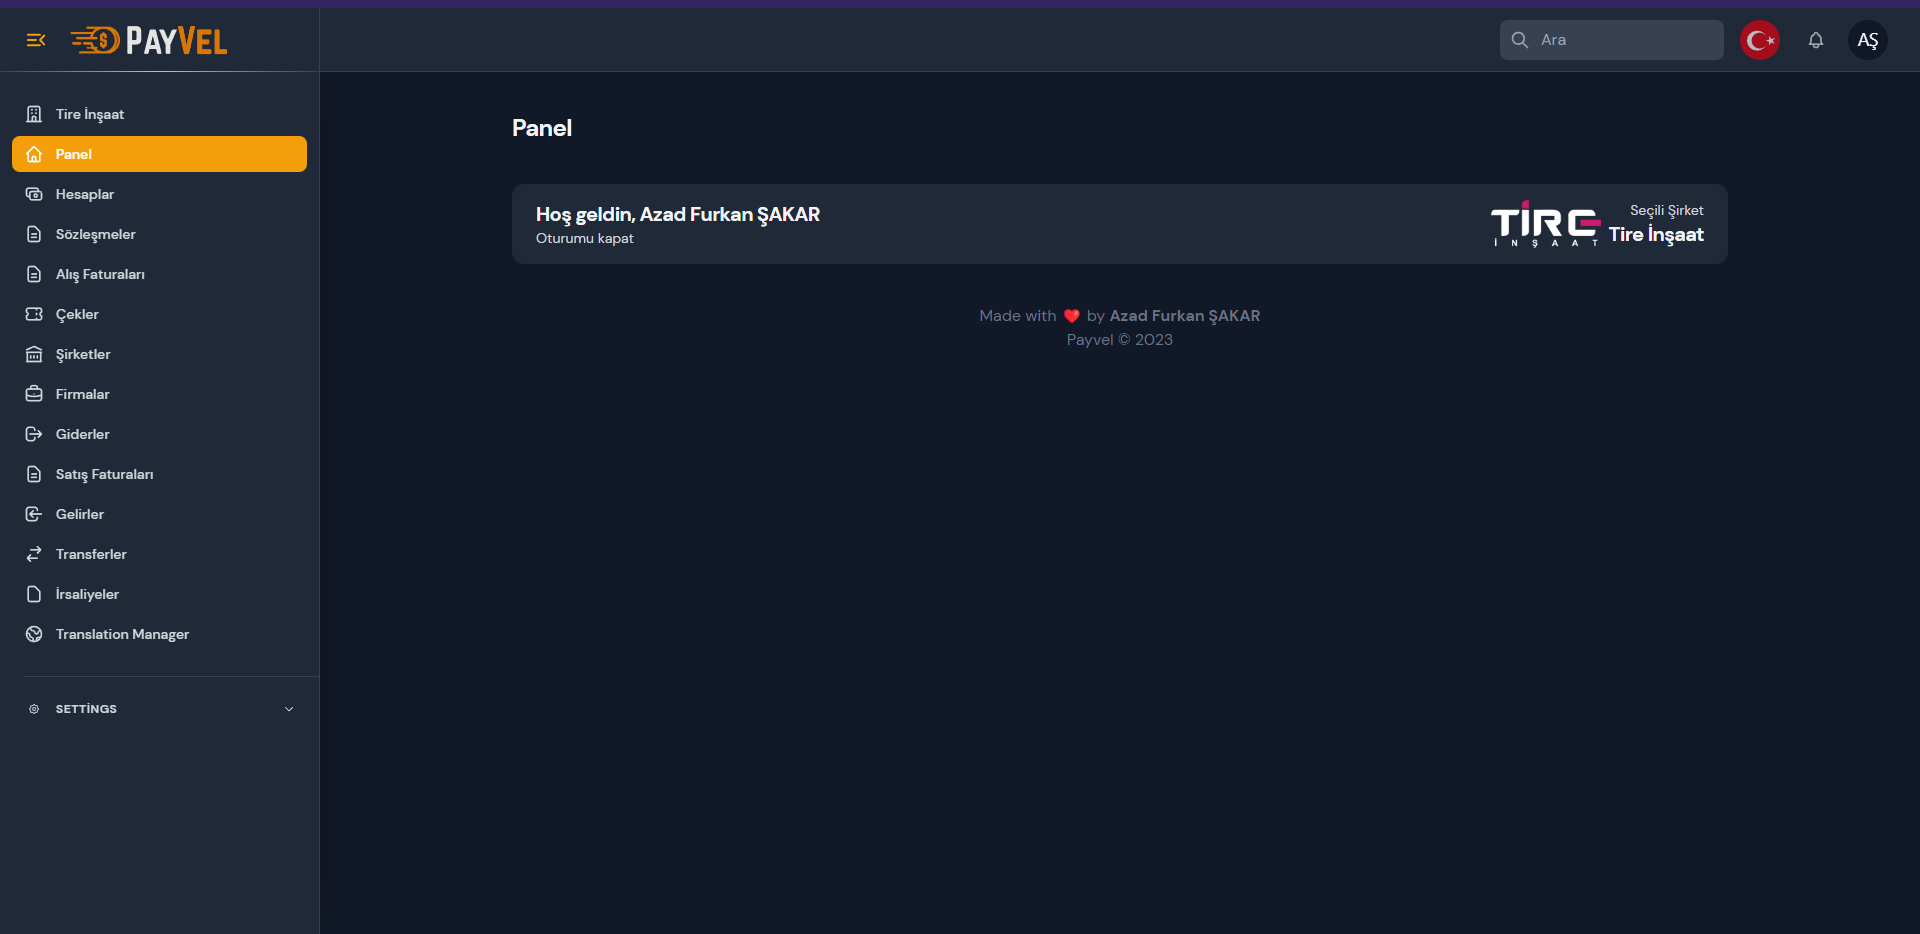 PAYVEL
Ara
AŞ
Tire İnşaat
Panel
Hesaplar
Sözleşmeler
Alış Faturaları
Çekler
Şirketler
Firmalar
Giderler
Satış Faturaları
Gelirler
Transferler
İrsaliyeler
Translation Manager
SETTİNGS
Panel
Hoş geldin, Azad Furkan ŞAKAR
Oturumu kapat
TİRE
İNŞAAT
Seçili Şirket
Tire İnşaat
Made with ❤️ by Azad Furkan ŞAKAR
Payvel © 2023